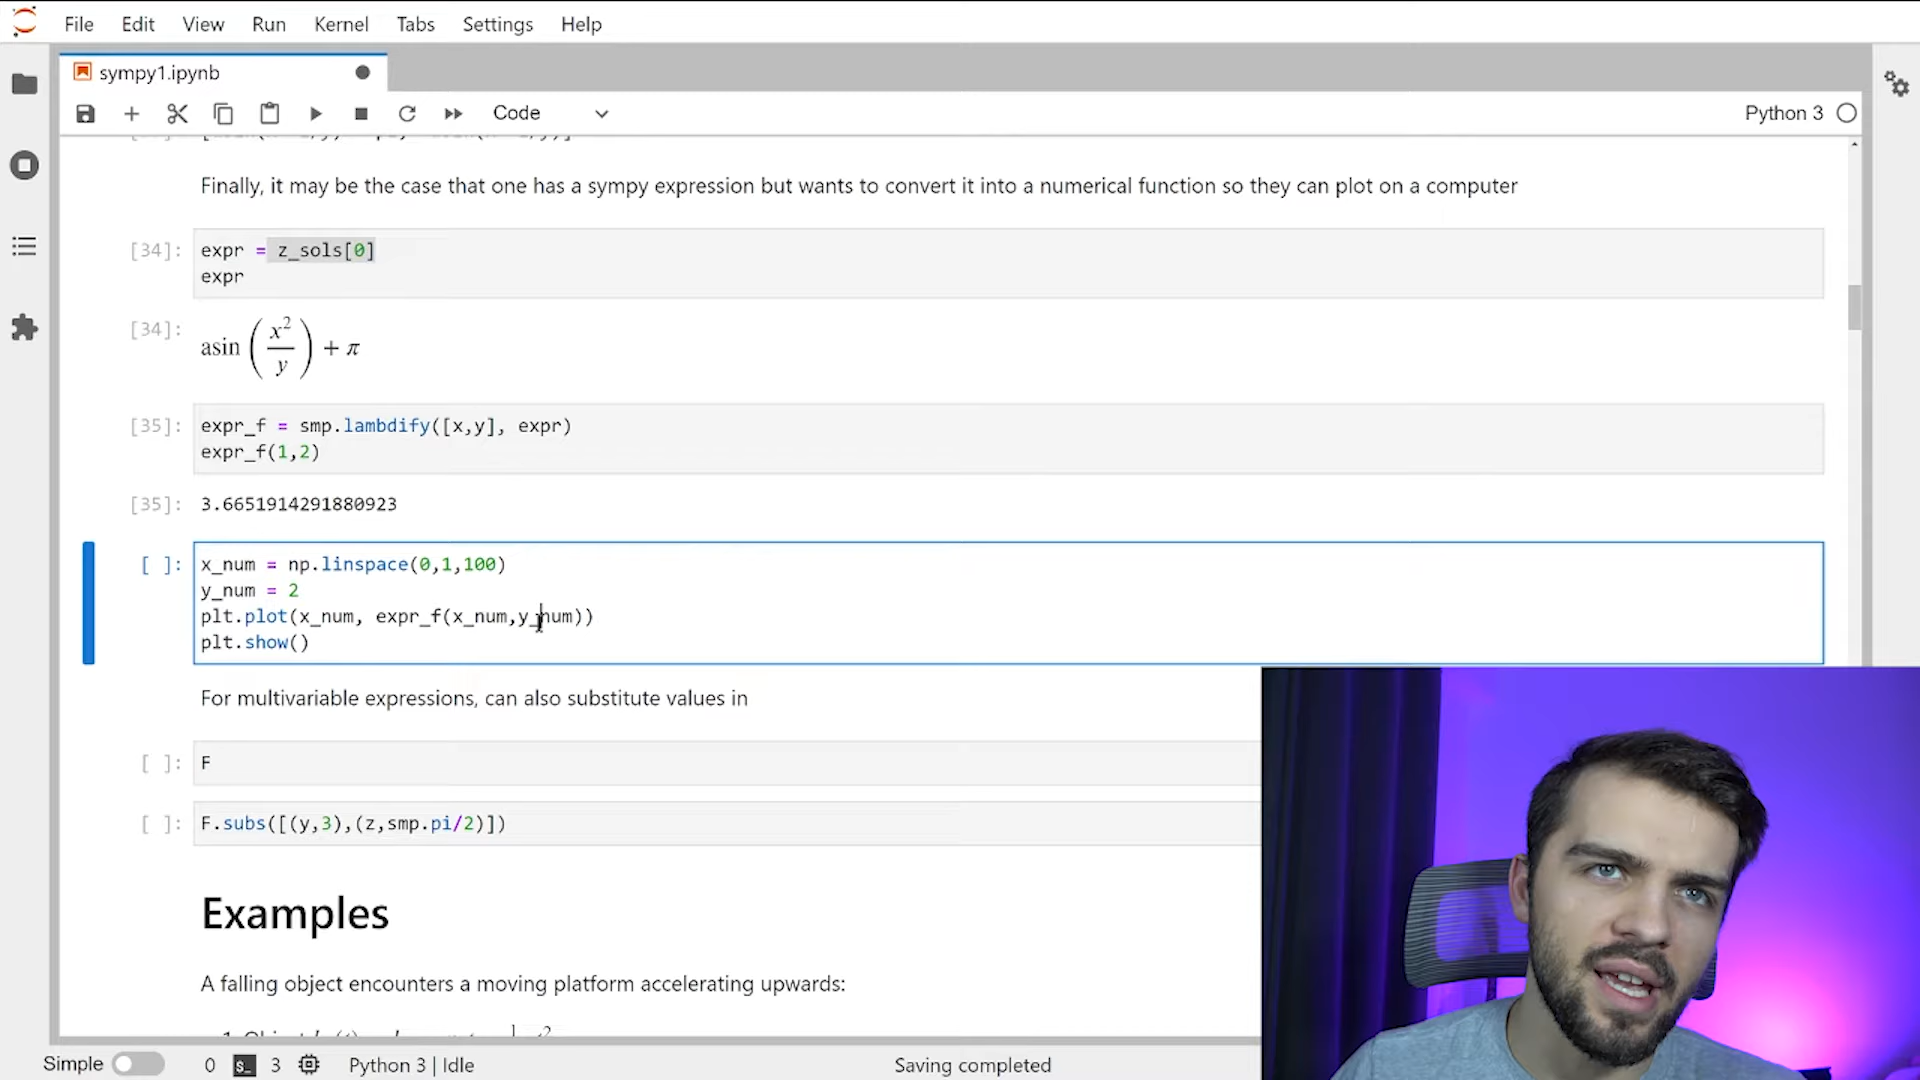 File Edit View Run Kernel Tabs Settings Help
sympy1.ipynb
Code
Python 3
Finally, it may be the case that one has a sympy expression but wants to convert it into a numerical function so they can plot on a computer
[34]: expr = z_sols[0]
expr
[34]: asin(x²/y) + π
[35]: expr_f = smp.lambdify([x,y], expr)
expr_f(1,2)
[35]: 3.6651914291880923
[ ]: x_num = np.linspace(0,1,100)
y_num = 2
plt.plot(x_num, expr_f(x_num,y_num))
plt.show()
For multivariable expressions, can also substitute values in
[ ]: F
[ ]: F.subs([(y,3),(z,smp.pi/2)])
Examples
A falling object encounters a moving platform accelerating upwards:
Simple 0 3 Python 3 | Idle Saving completed